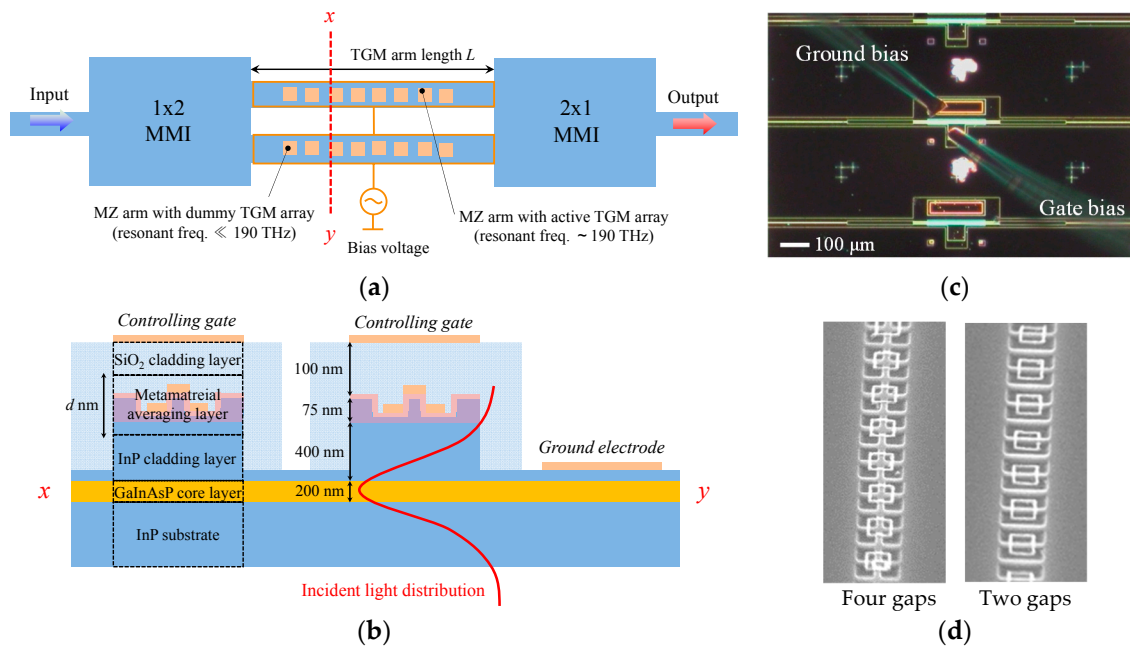 x
TGM arm length L
Input
1x2
MMI
2x1
MMI
Output
MZ arm with dummy TGM array
(resonant freq. ≪ 190 THz)
y
Bias voltage
MZ arm with active TGM array
(resonant freq. ~ 190 THz)
(a)
Ground bias
Gate bias
100 μm
(c)
Controlling gate
Controlling gate
SiO2 cladding layer
100 nm
d nm
Metamatreial
averaging layer
75 nm
InP cladding layer
400 nm
Ground electrode
x
GaInAsP core layer
200 nm
y
InP substrate
Incident light distribution
(b)
Four gaps
Two gaps
(d)